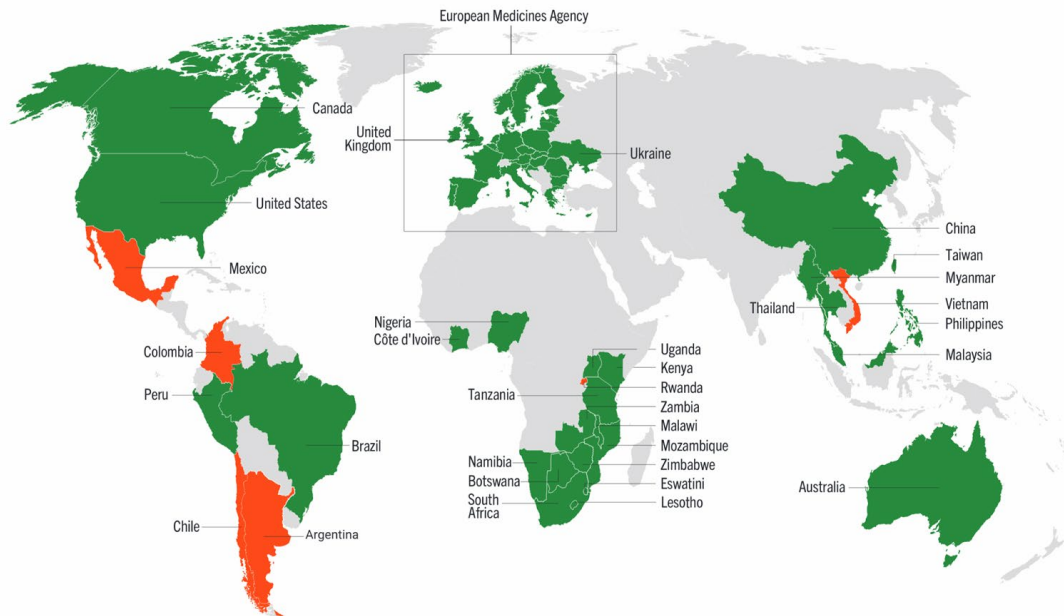 European Medicines Agency
Canada
United
Kingdom
Ukraine
United States
China
Taiwan
Mexico
Myanmar
Thailand
Vietnam
Nigeria
Philippines
Côte d'Ivoire
Colombia
Uganda
Malaysia
Kenya
Peru
Tanzania
Rwanda
Zambia
Malawi
Brazil
Mozambique
Namibia
Zimbabwe
Botswana
Eswatini
Australia
South
Africa
Lesotho
Chile
Argentina